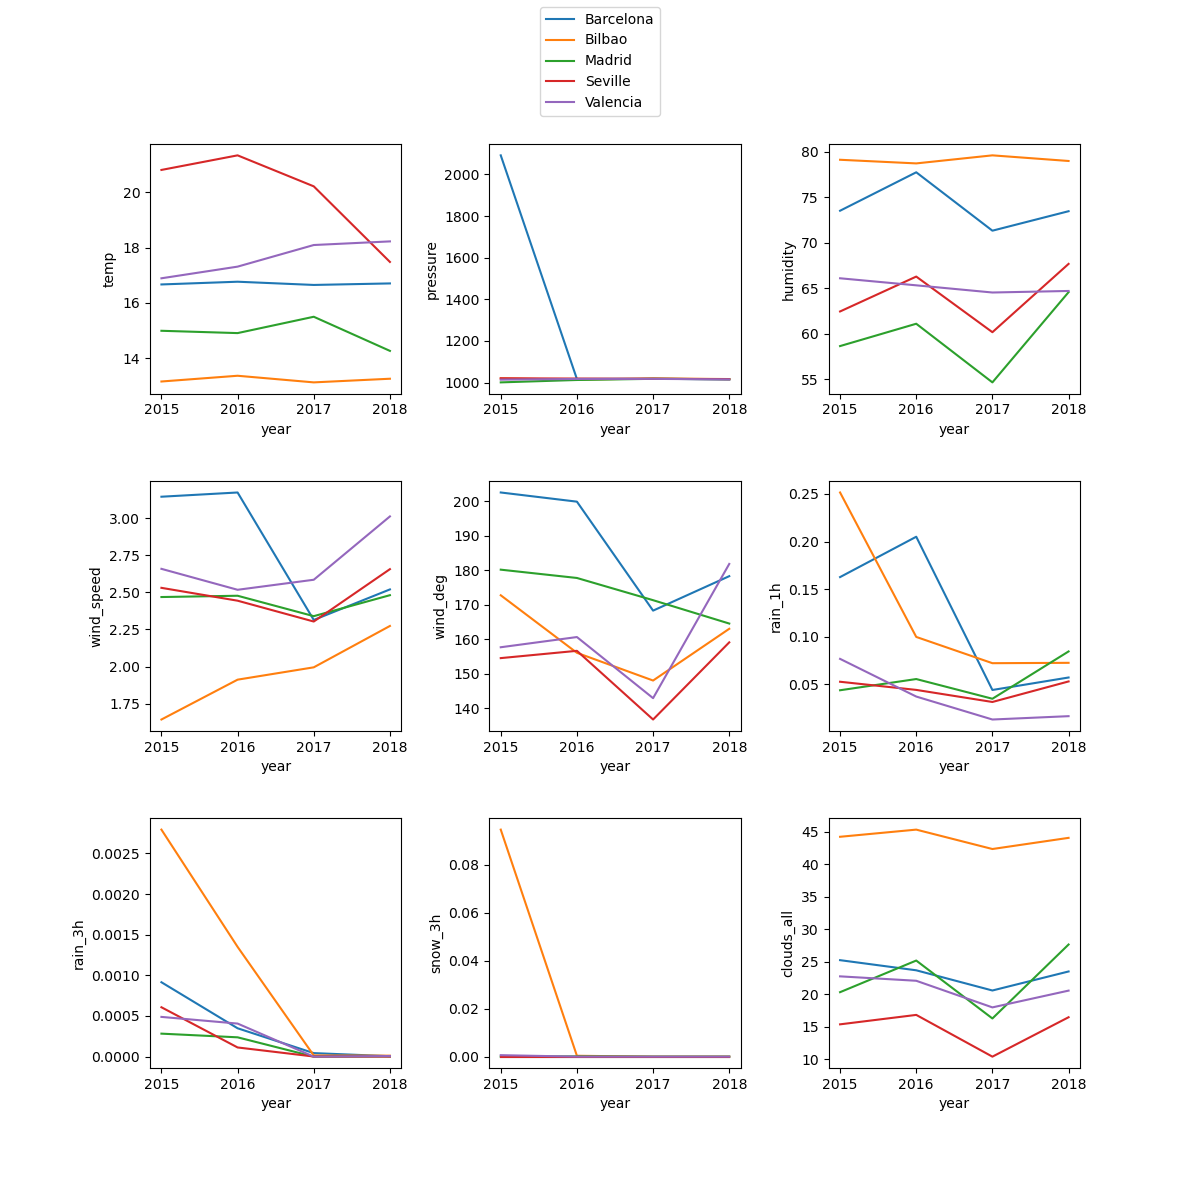 Barcelona
Bilbao
Madrid
Seville
Valencia
temp
20
18
16
14
2015 2016 2017 2018
year
pressure
2000
1800
1600
1400
1200
1000
2015 2016 2017 2018
year
humidity
80
75
70
65
60
55
2015 2016 2017 2018
year
wind_speed
3.00
2.75
2.50
2.25
2.00
1.75
2015 2016 2017 2018
year
wind_deg
200
190
180
170
160
150
140
2015 2016 2017 2018
year
rain_1h
0.25
0.20
0.15
0.10
0.05
2015 2016 2017 2018
year
rain_3h
0.0025
0.0020
0.0015
0.0010
0.0005
0.0000
2015 2016 2017 2018
year
snow_3h
0.08
0.06
0.04
0.02
0.00
2015 2016 2017 2018
year
clouds_all
45
40
35
30
25
20
15
10
2015 2016 2017 2018
year